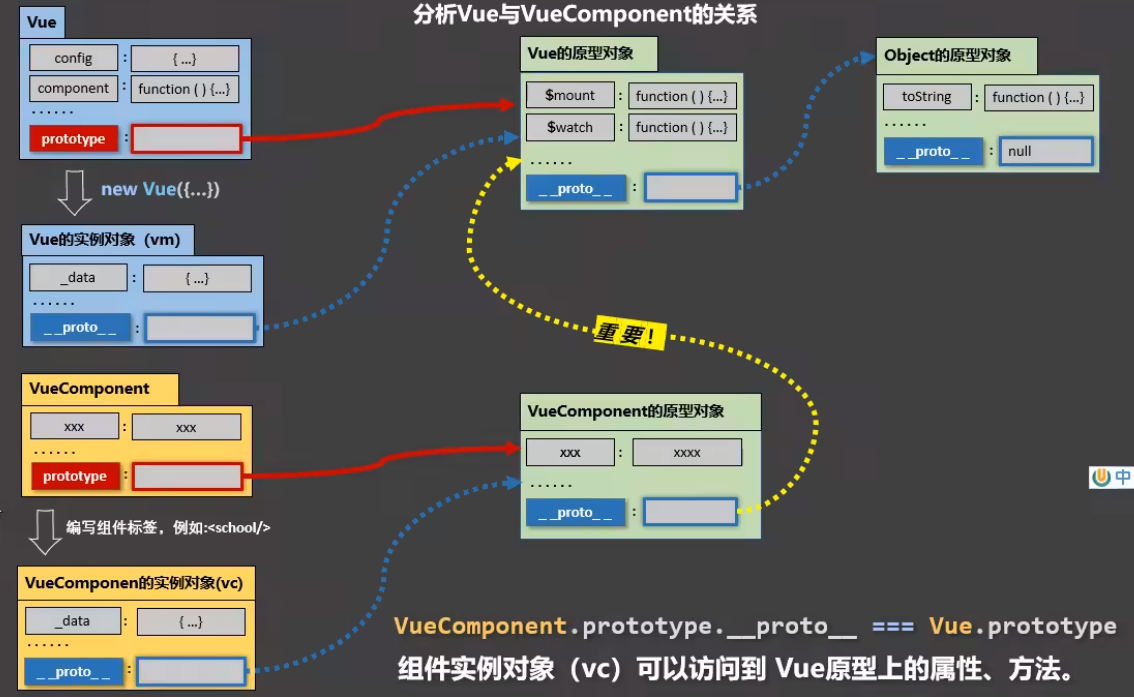 分析Vue与VueComponent的关系
Vue
config : { ...}
component : function ( ) {...}
······
prototype :
new Vue({...})
Vue的实例对象（vm）
_data : { ...}
······
__proto__ :
VueComponent
xxx : xxx
······
prototype :
编写组件标签，例如:<school/>
VueComponen的实例对象(vc)
_data : { ...}
······
__proto__ :
Vue的原型对象
$mount : function ( ) {...}
$watch : function ( ) {...}
······
__proto__ :
Object的原型对象
toString : function ( ) {...}
······
__proto__ : null
重要!
VueComponent的原型对象
xxx : xxxx
······
__proto__ :
VueComponent.prototype.__proto__ === Vue.prototype
组件实例对象（vc）可以访问到 Vue原型上的属性、方法。
中